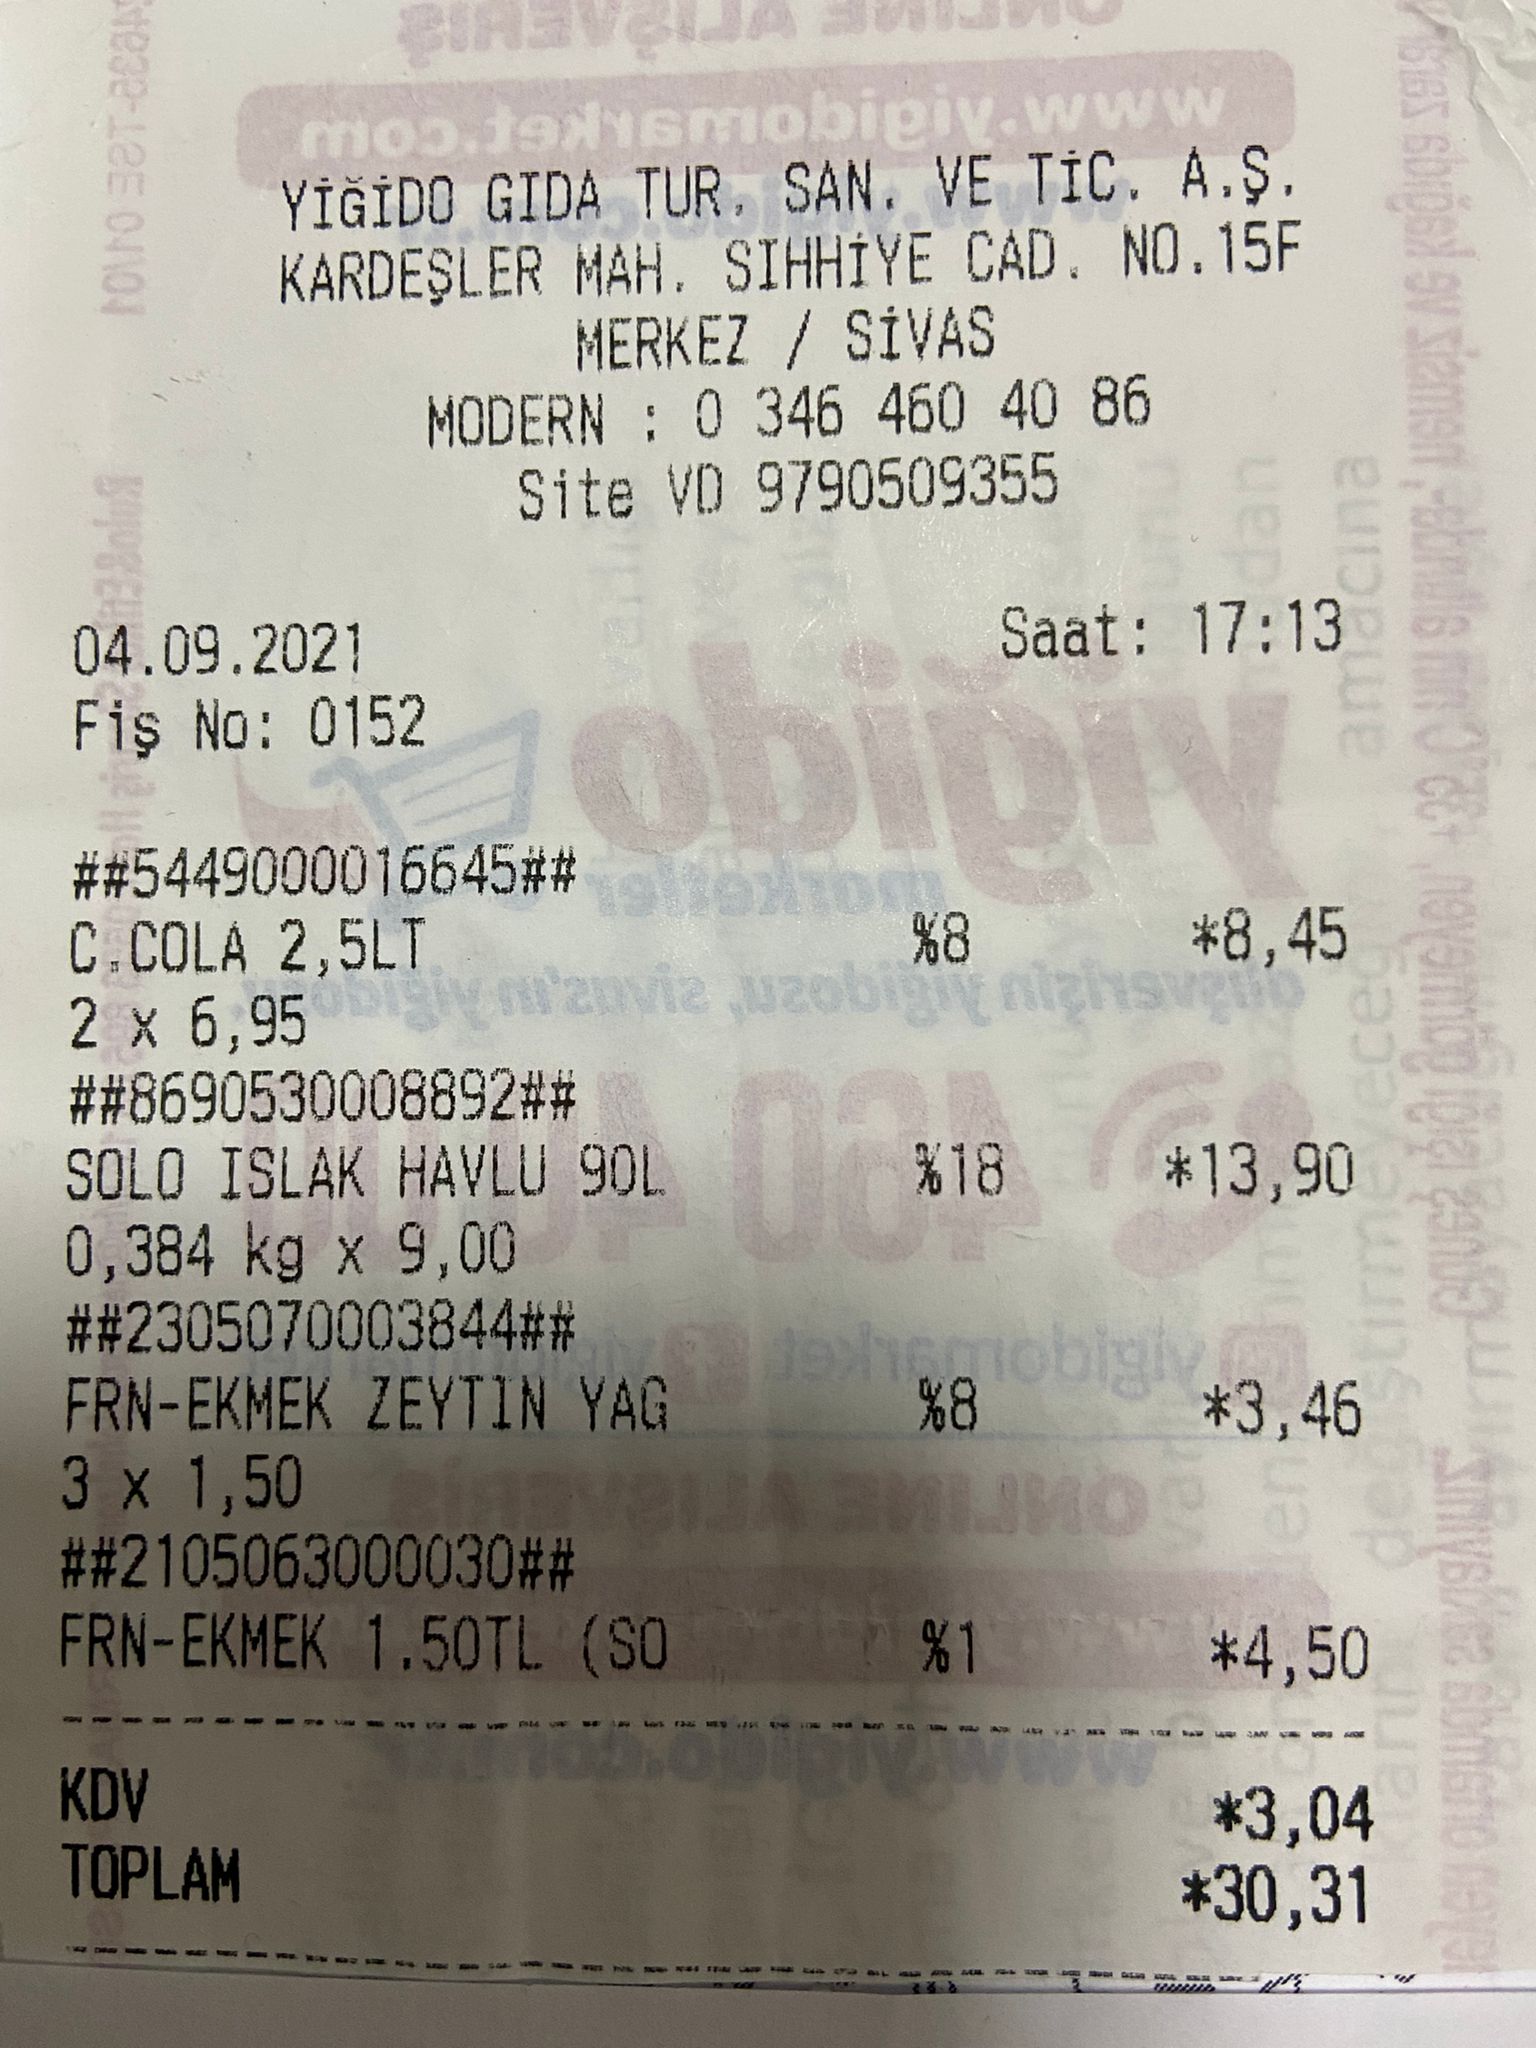 YİĞİDO GIDA TUR. SAN. VE TİC. A.Ş.
KARDEŞLER MAH. SIHHİYE CAD. NO.15F
MERKEZ / SİVAS
MODERN : 0 346 460 40 86
Site VD 9790509355
04.09.2021 Saat: 17:13
Fiş No: 0152
##5449000016645##
C.COLA 2,5LT %8 *8,45
2 x 6,95
##8690530008892##
SOLO ISLAK HAVLU 90L %18 *13,90
0,384 kg x 9,00
##2305070003844##
FRN-EKMEK ZEYTIN YAG %8 *3,46
3 x 1,50
##2105063000030##
FRN-EKMEK 1.50TL (SO %1 *4,50
KDV *3,04
TOPLAM *30,31